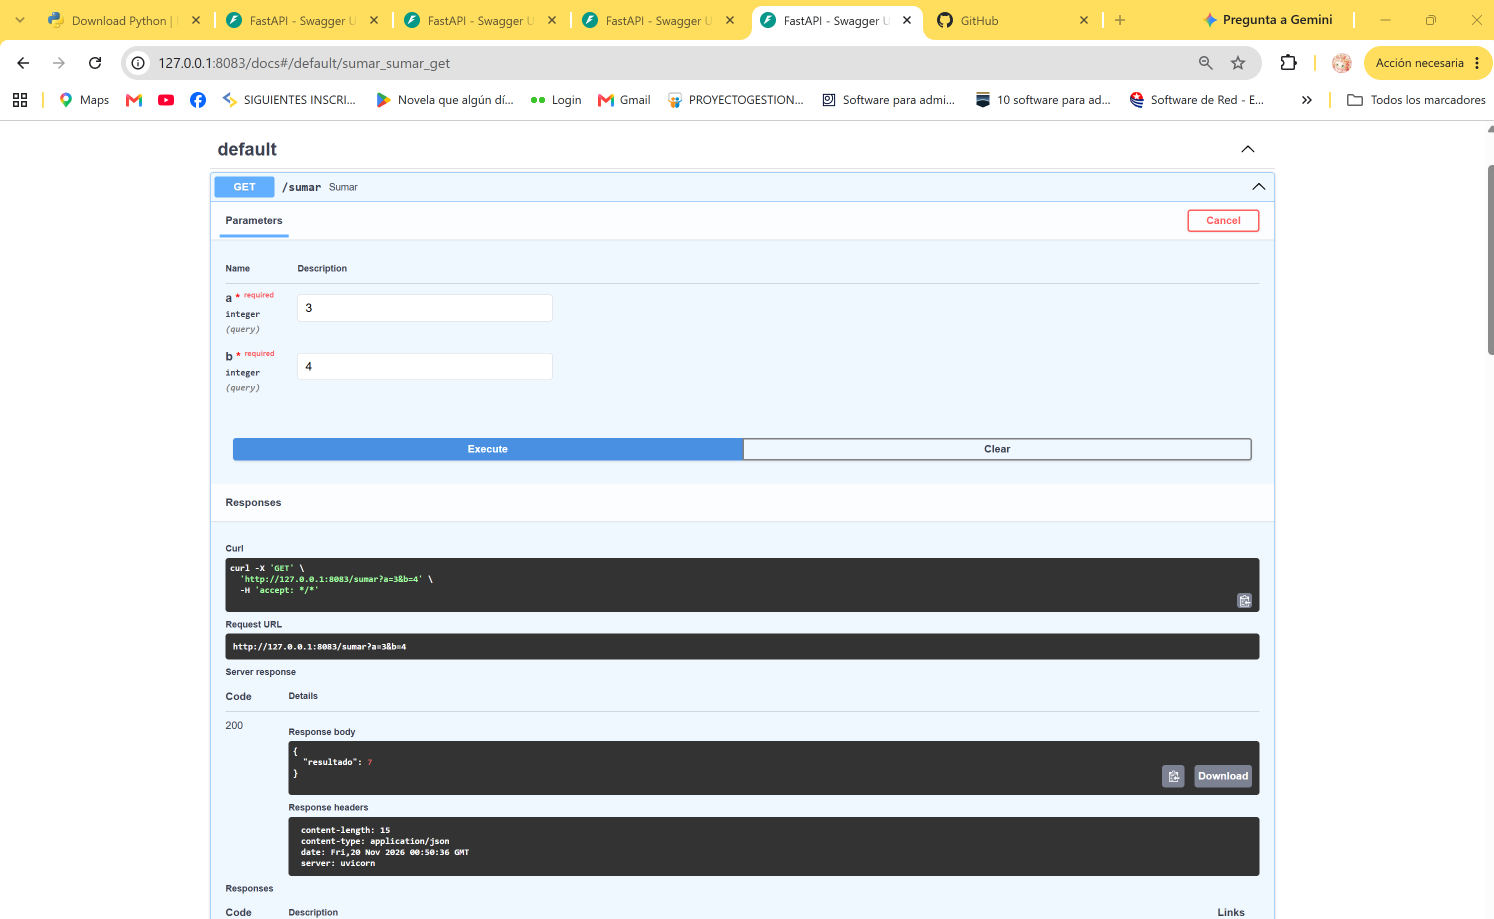 Download Python |
FastAPI - Swagger U
FastAPI - Swagger U
FastAPI - Swagger U
FastAPI - Swagger U
GitHub
Pregunta a Gemini
127.0.0.1:8083/docs#/default/sumar_sumar_get
Acción necesaria
Maps
SIGUIENTES INSCRI...
Novela que algún dí...
Login
Gmail
PROYECTOGESTION...
Software para admi...
10 software para ad...
Software de Red - E...
Todos los marcadores
default
GET /sumar Sumar
Parameters
Cancel
Name Description
a * required
integer
(query)
3
b * required
integer
(query)
4
Execute
Clear
Responses
Curl
curl -X 'GET' \
'http://127.0.0.1:8083/sumar?a=3&b=4' \
-H 'accept: */*'
Request URL
http://127.0.0.1:8083/sumar?a=3&b=4
Server response
Code Details
200
Response body
{
"resultado": 7
}
Download
Response headers
content-length: 15
content-type: application/json
date: Fri,20 Nov 2026 00:50:36 GMT
server: uvicorn
Responses
Code Description Links